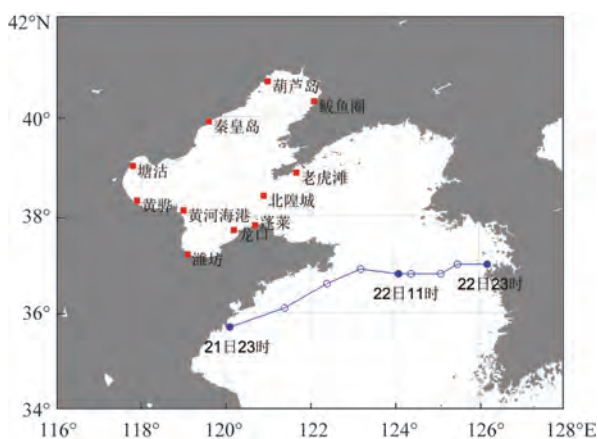 42°N
40°
38°
36°
34°
116°
118°
120°
122°
124°
126°
128°E
葫芦岛
鲅鱼圈
秦皇岛
塘沽
老虎滩
黄骅
北隍城
黄河海港
蓬莱
龙口
潍坊
22日11时
22日23时
21日23时